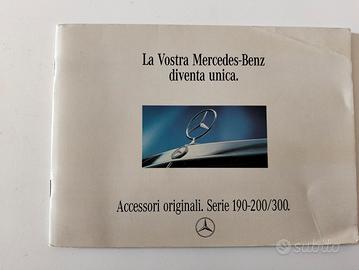 La Vostra Mercedes-Benz
diventa unica.
Accessori originali. Serie 190-200/300.
subito